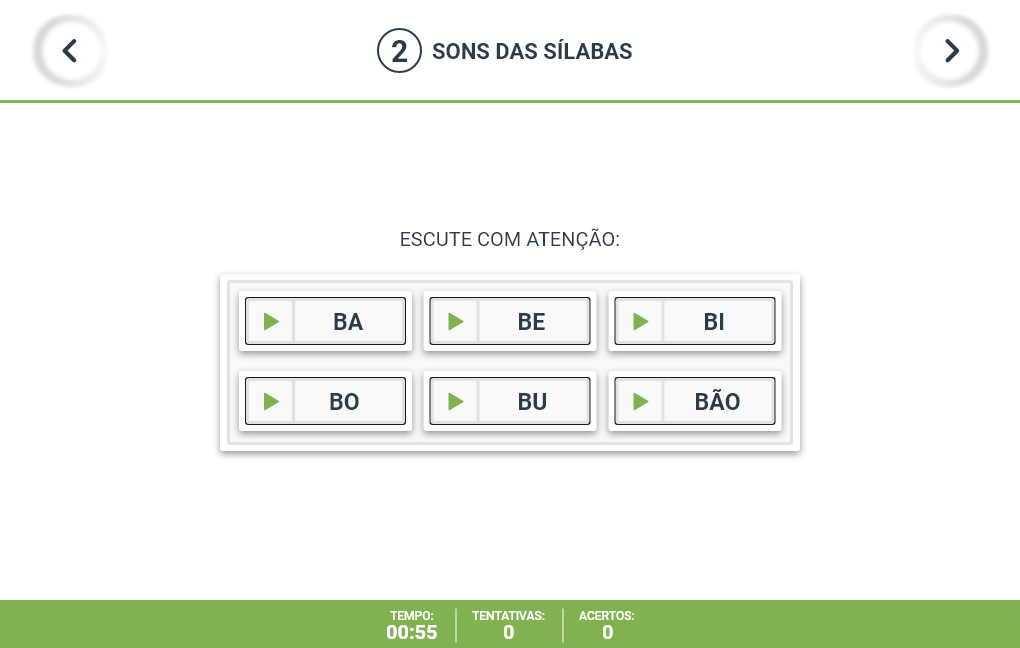 2 SONS DAS SÍLABAS
ESCUTE COM ATENÇÃO:
BA BE BI
BO BU BÃO
TEMPO: TENTATIVAS: ACERTOS:
00:55 0 0